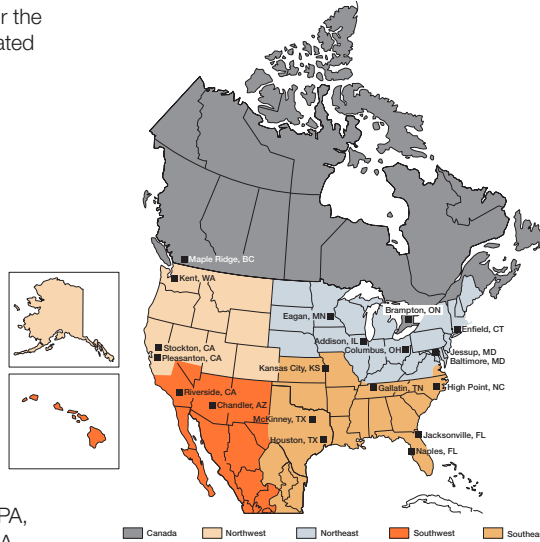 r the
ated
Maple Ridge, BC
Kent, WA
Eagan, MN
Brampton, ON
Enfield, CT
Addison, IL
Columbus, OH
Stockton, CA
Pleasanton, CA
Jessup, MD
Baltimore, MD
Kansas City, KS
Gallatin, TN
High Point, NC
Riverside, CA
Chandler, AZ
McKinney, TX
Houston, TX
Jacksonville, FL
Naples, FL
PA,
A
Canada
Northwest
Northeast
Southwest
Southeas